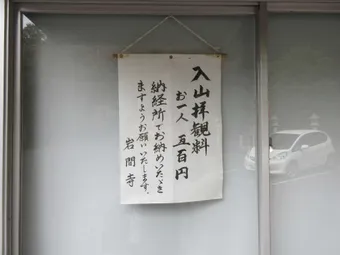 入山拝観料
お一人 五百円
納経所でお納めいただき
ますようお願いいたします。
岩間寺